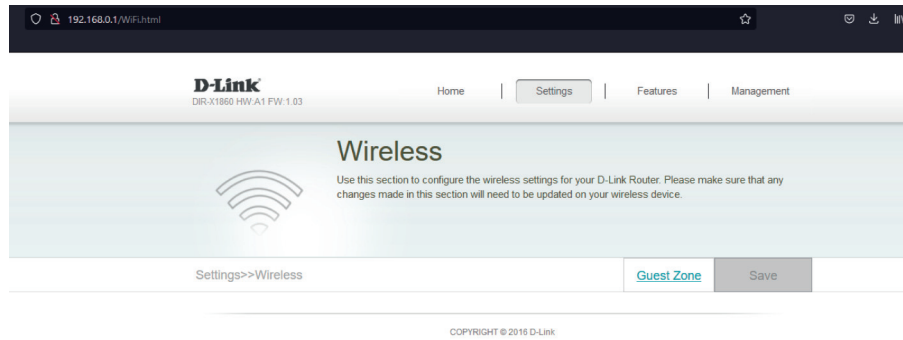 192.168.0.1/WiFi.html
D-Link
DIR-X1860 HW:A1 FW:1.03
Home
Settings
Features
Management
Wireless
Use this section to configure the wireless settings for your D-Link Router. Please make sure that any
changes made in this section will need to be updated on your wireless device.
Settings>>Wireless
Guest Zone
Save
COPYRIGHT © 2016 D-Link